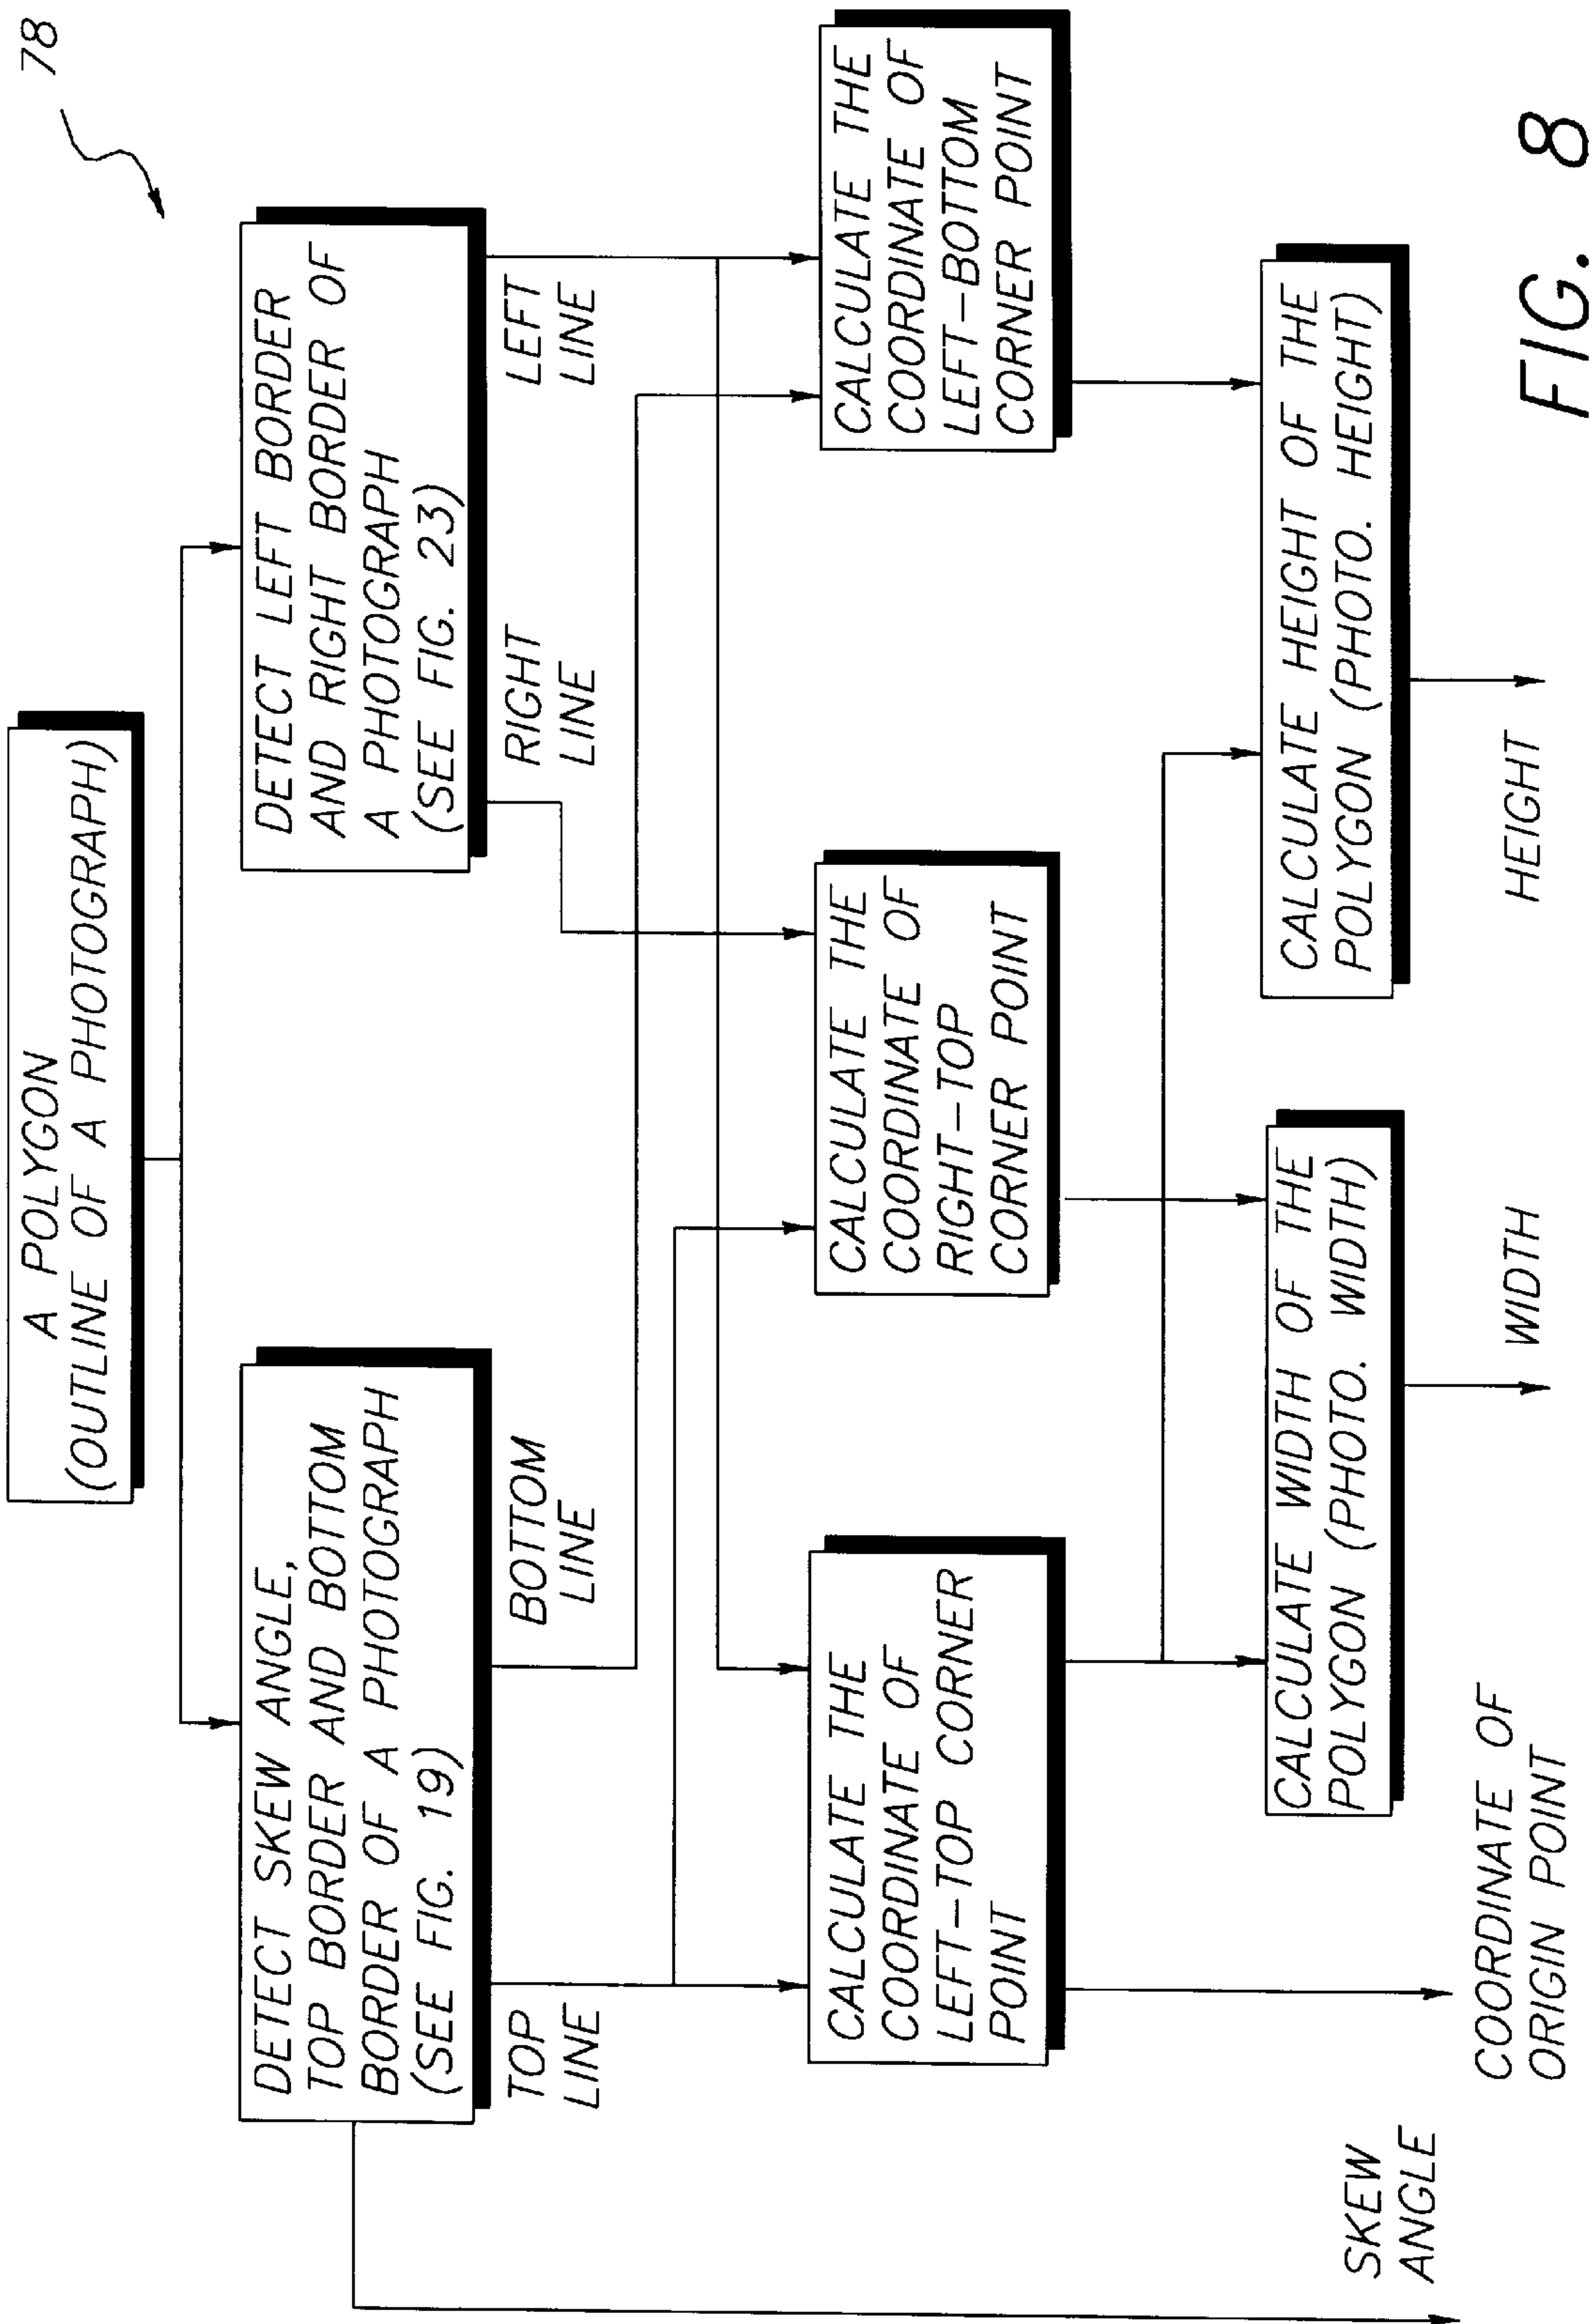 78
A POLYGON
(OUTLINE OF A PHOTOGRAPH)
DETECT SKEW ANGLE,
TOP BORDER AND BOTTOM
BORDER OF A PHOTOGRAPH
(SEE FIG. 19)
DETECT LEFT BORDER
AND RIGHT BORDER OF
A PHOTOGRAPH
(SEE FIG. 23)
TOP
LINE
BOTTOM
LINE
RIGHT
LINE
LEFT
LINE
CALCULATE THE
COORDINATE OF
LEFT-TOP CORNER
POINT
CALCULATE THE
COORDINATE OF
RIGHT-TOP
CORNER POINT
CALCULATE THE
COORDINATE OF
LEFT-BOTTOM
CORNER POINT
CALCULATE WIDTH OF THE
POLYGON (PHOTO. WIDTH)
CALCULATE HEIGHT OF THE
POLYGON (PHOTO. HEIGHT)
SKEW
ANGLE
COORDINATE OF
ORIGIN POINT
WIDTH
HEIGHT
FIG. 8